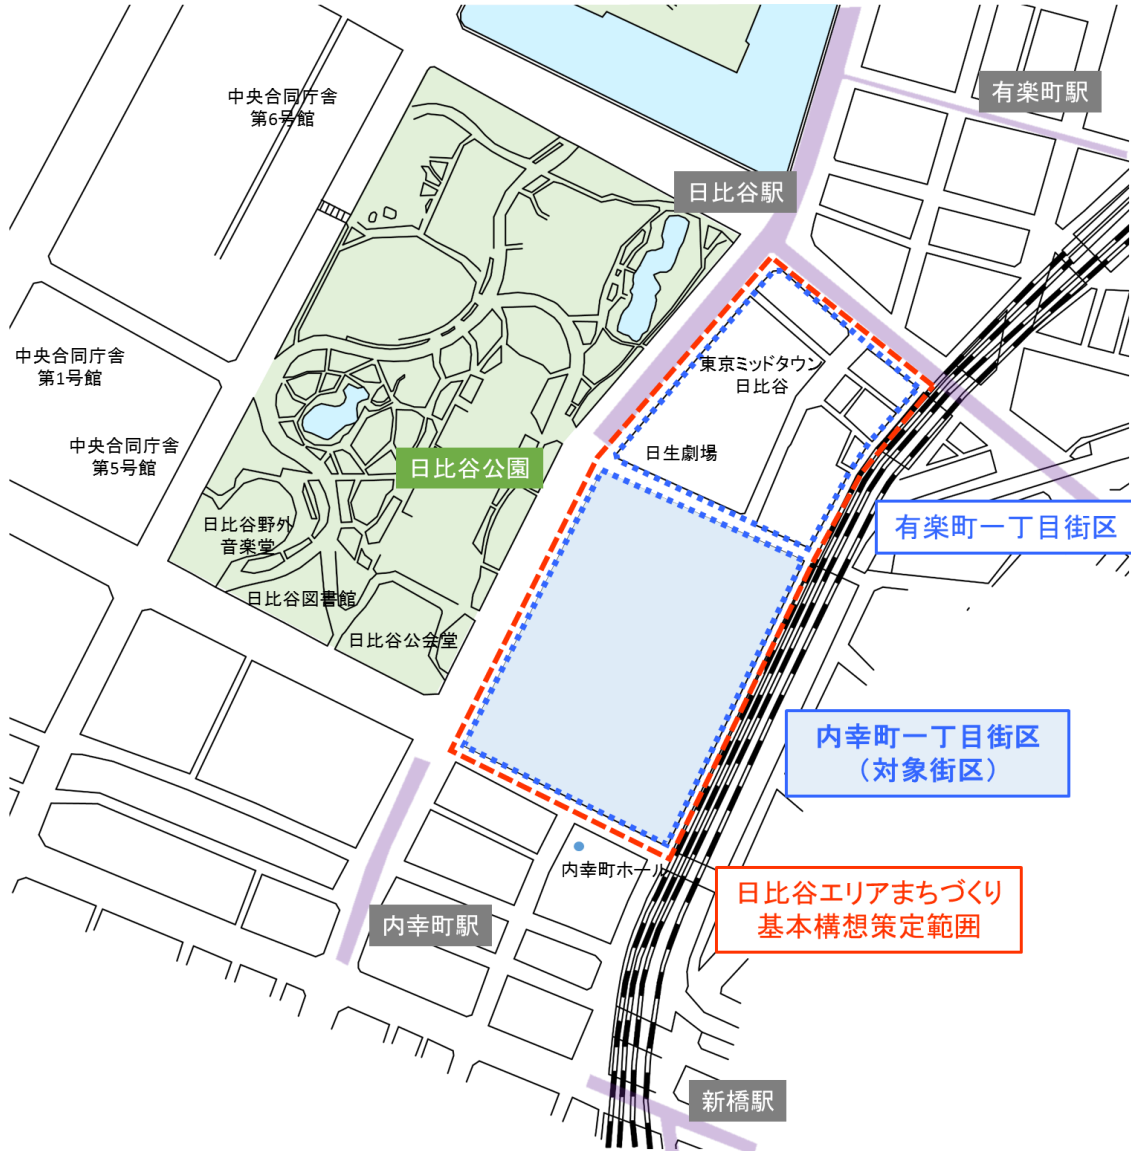 中央合同庁舎
第6号館
有楽町駅
日比谷駅
中央合同庁舎
第1号館
東京ミッドタウン
日比谷
中央合同庁舎
第5号館
日比谷公園
日生劇場
日比谷野外
音楽堂
有楽町一丁目街区
日比谷図書館
日比谷公会堂
内幸町一丁目街区
（対象街区）
内幸町ホール
日比谷エリアまちづくり
基本構想策定範囲
内幸町駅
新橋駅